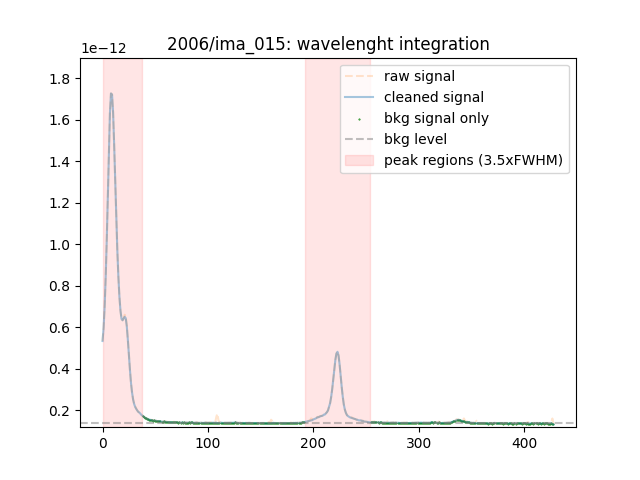 2006/ima_015: wavelenght integration
1e−12
raw signal
cleaned signal
bkg signal only
bkg level
peak regions (3.5xFWHM)
1.8
1.6
1.4
1.2
1.0
0.8
0.6
0.4
0.2
0 100 200 300 400